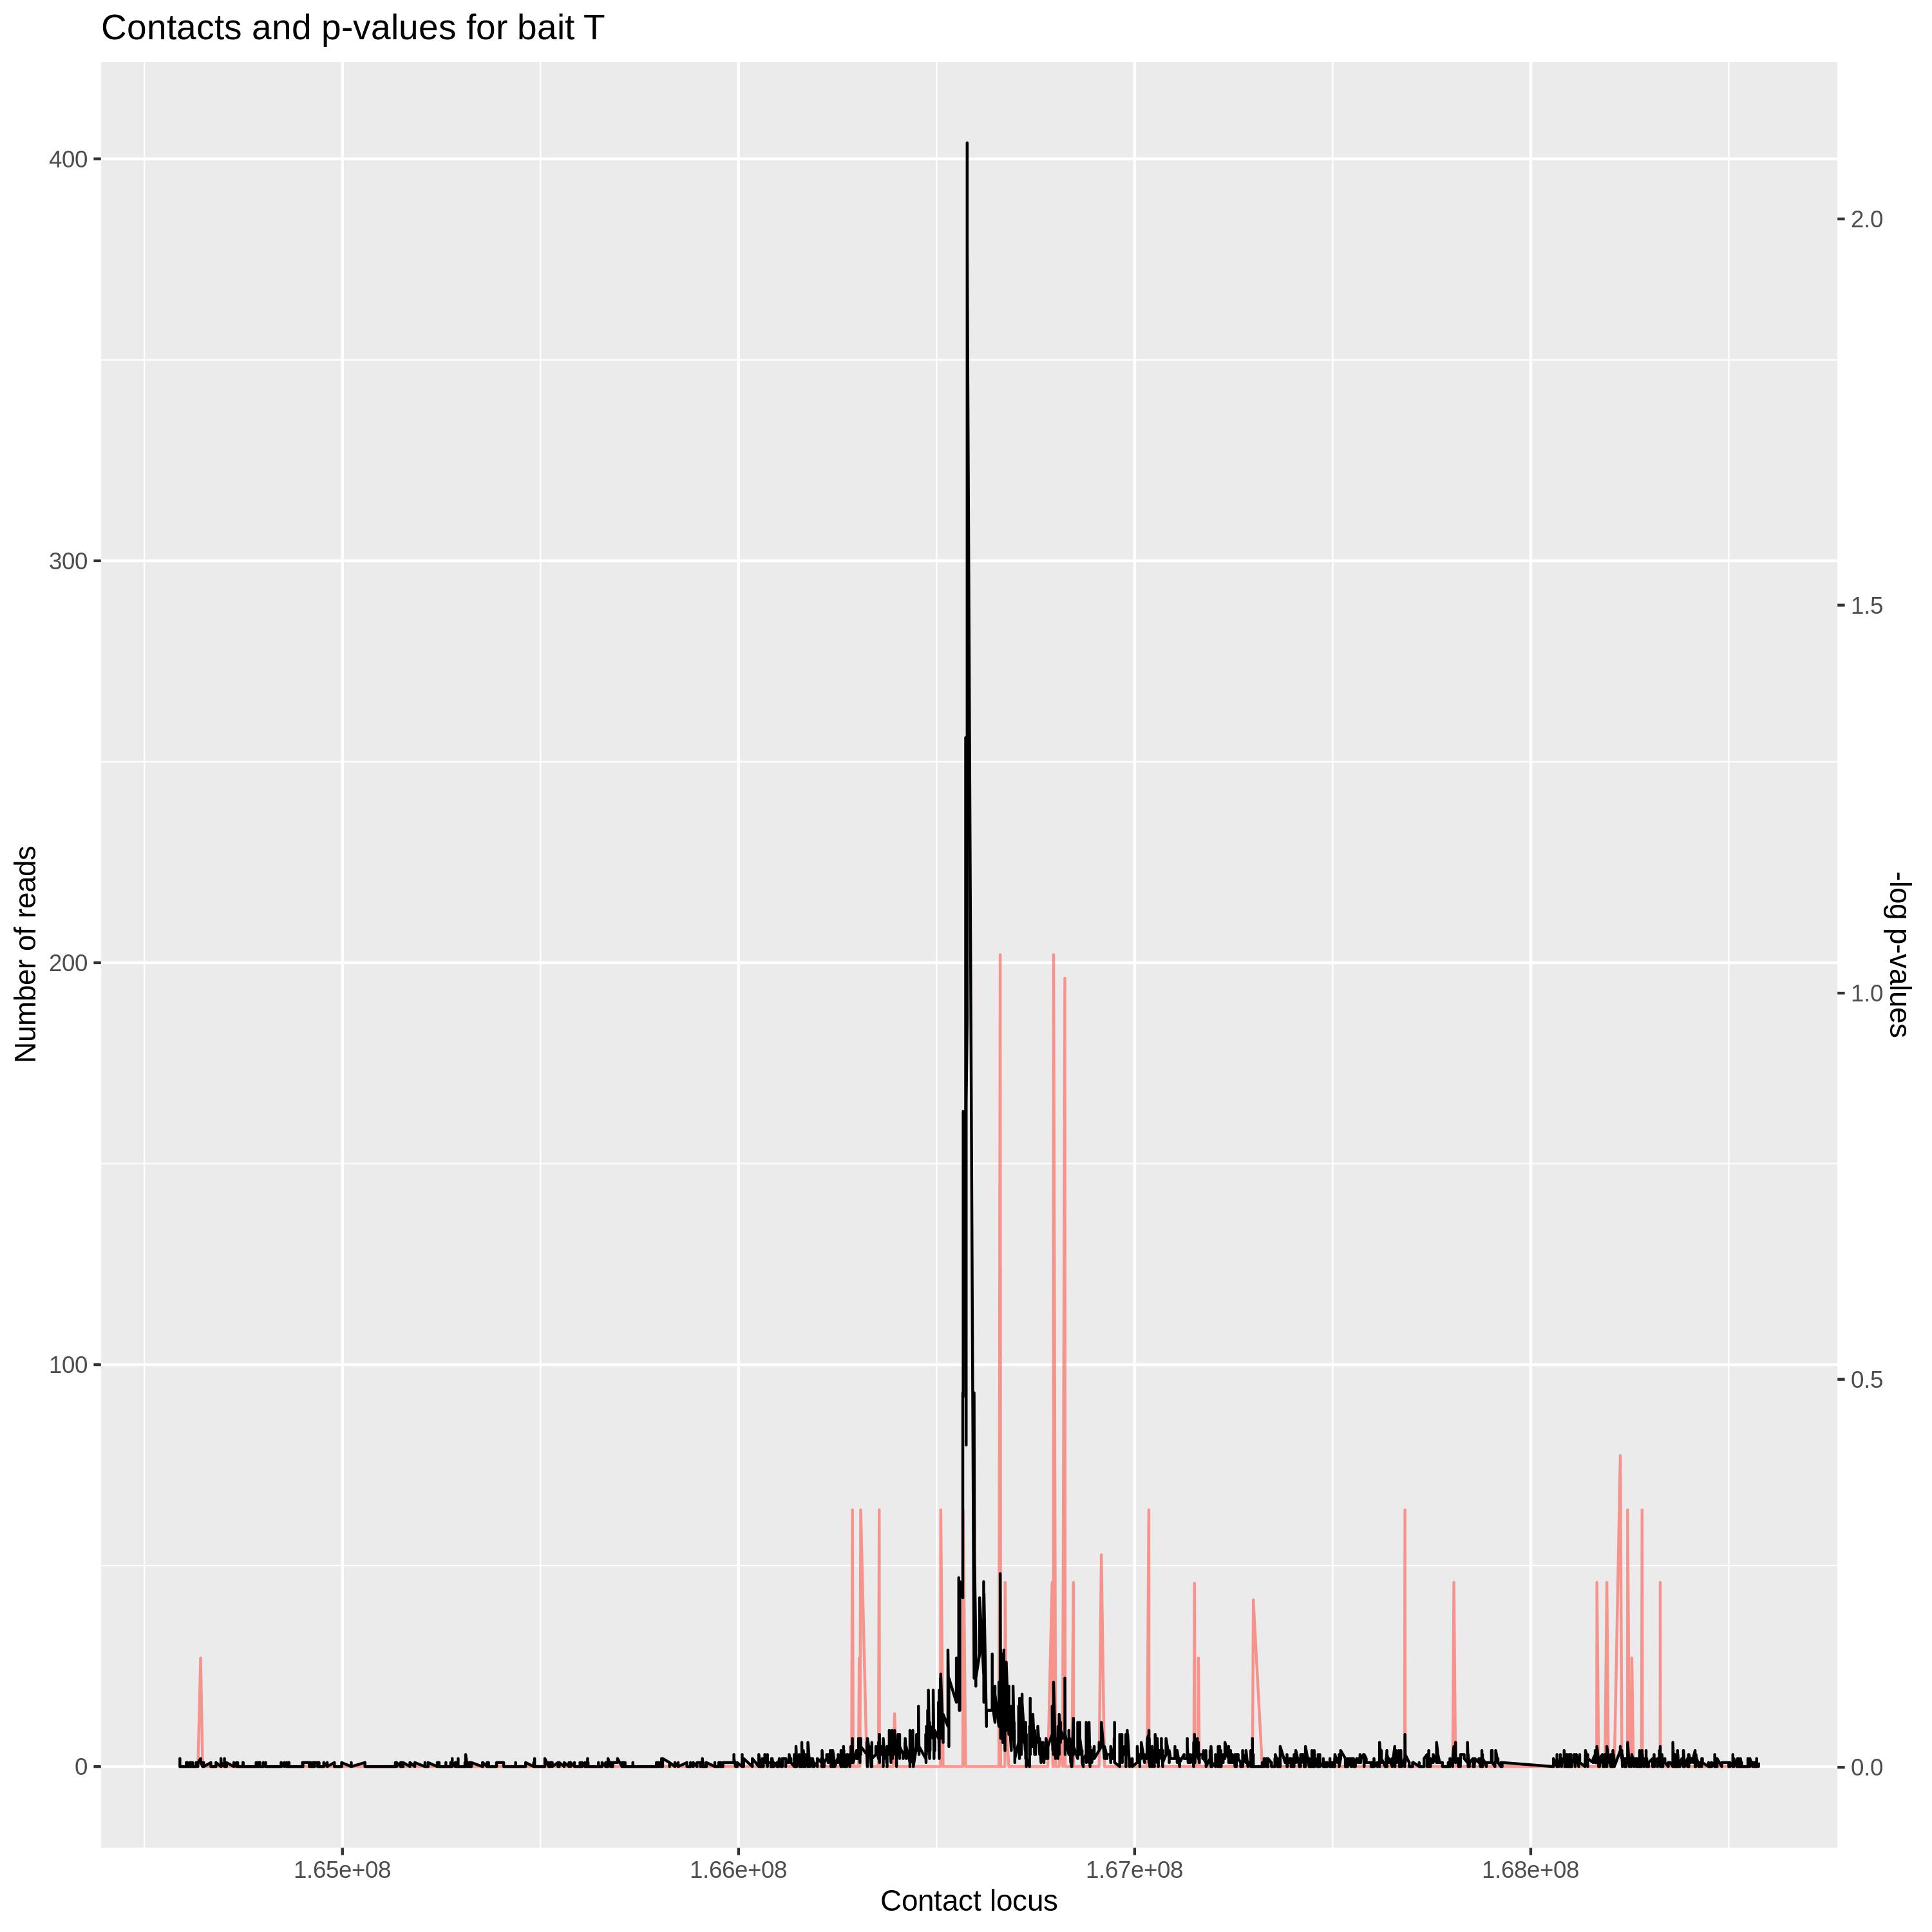 Contacts and p-values for bait T
400
300
200
100
0
Number of reads
2.0
1.5
1.0
0.5
0.0
-log p-values
1.65e+08
1.66e+08
1.67e+08
1.68e+08
Contact locus